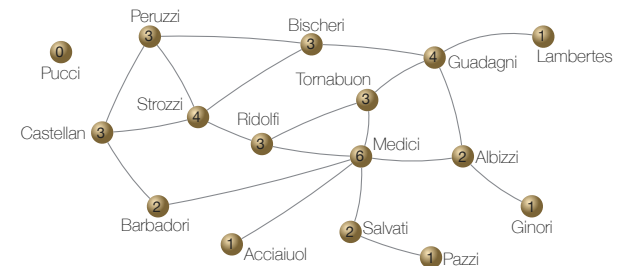 Peruzzi
3
Bischeri
3
0
Pucci
4
Guadagni
1
Lambertes
Tornabuon
3
Strozzi
4
Ridolfi
3
Castellan
3
Medici
6
2
Albizzi
2
Barbadori
1
Acciaiuol
2
Salvati
1
Pazzi
1
Ginori